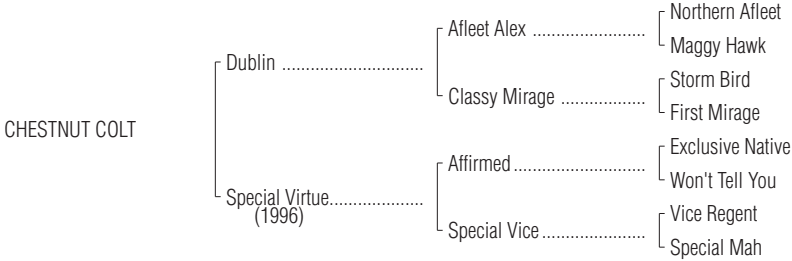 Northern Afleet
Afleet Alex ........................
Maggy Hawk
Dublin ..............................
Storm Bird
Classy Mirage ..................
First Mirage
CHESTNUT COLT
Exclusive Native
Affirmed ............................
Won't Tell You
Special Virtue ....................
(1996)
Vice Regent
Special Vice ......................
Special Mah